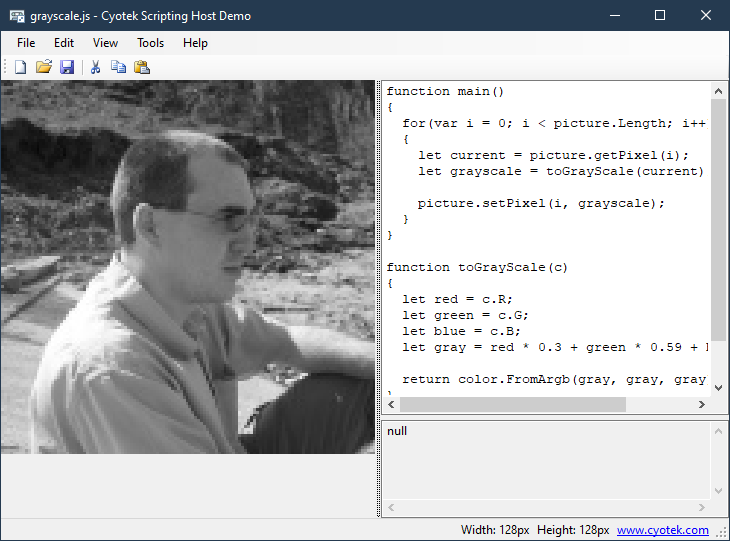 grayscale.js - Cyotek Scripting Host Demo
File Edit View Tools Help
function main()
{
  for(var i = 0; i < picture.Length; i++
  {
    let current = picture.getPixel(i);
    let grayscale = toGrayScale(current)

    picture.setPixel(i, grayscale);
  }
}

function toGrayScale(c)
{
  let red = c.R;
  let green = c.G;
  let blue = c.B;
  let gray = red * 0.3 + green * 0.59 +

  return color.FromArgb(gray, gray, gray
null
Width: 128px Height: 128px www.cyotek.com